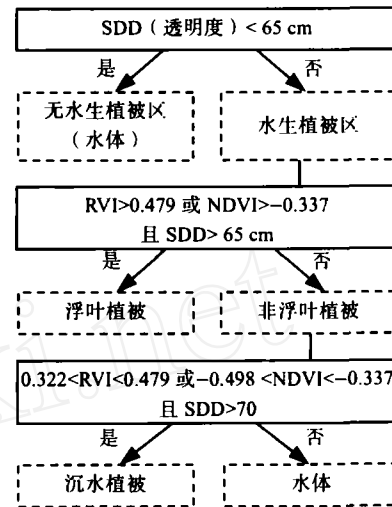 SDD（透明度）< 65 cm
是 否
无水生植被区
（水体）
水生植被区
RVI>0.479 或 NDVI>-0.337
且 SDD> 65 cm
是 否
浮叶植被 非浮叶植被
0.322<RVI<0.479 或-0.498 <NDVI<-0.337
且 SDD>70
是 否
沉水植被 水体